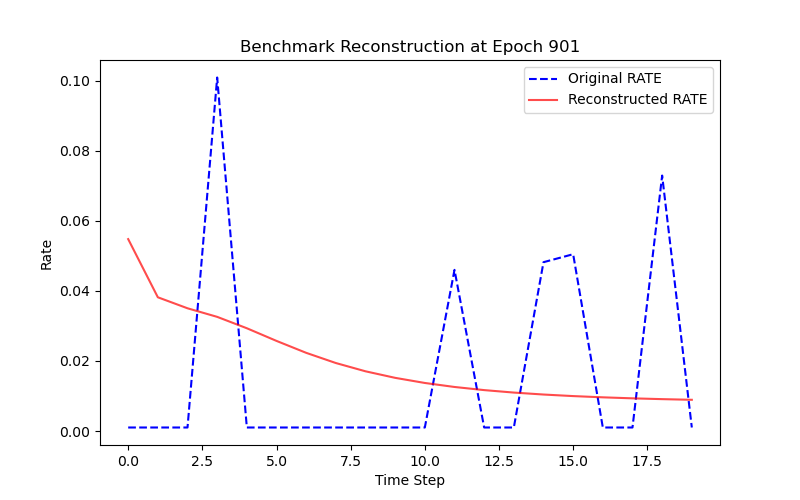 Benchmark Reconstruction at Epoch 901
Original RATE
Reconstructed RATE
0.10
0.08
0.06
0.04
0.02
0.00
Rate
0.0 2.5 5.0 7.5 10.0 12.5 15.0 17.5
Time Step